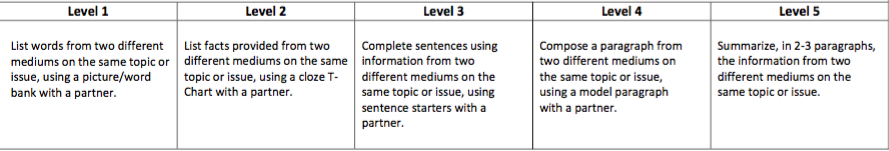 Level 1
Level 2
Level 3
Level 4
Level 5
List words from two different
mediums on the same topic or
issue, using a picture/word
bank with a partner.
List facts provided from two
different mediums on the same
topic or issue, using a cloze T-
Chart with a partner.
Complete sentences using
information from two
different mediums on the
same topic or issue, using
sentence starters with a
partner.
Compose a paragraph from
two different mediums on
the same topic or issue,
using a model paragraph
with a partner.
Summarize, in 2-3 paragraphs,
the information from two
different mediums on the
same topic or issue.